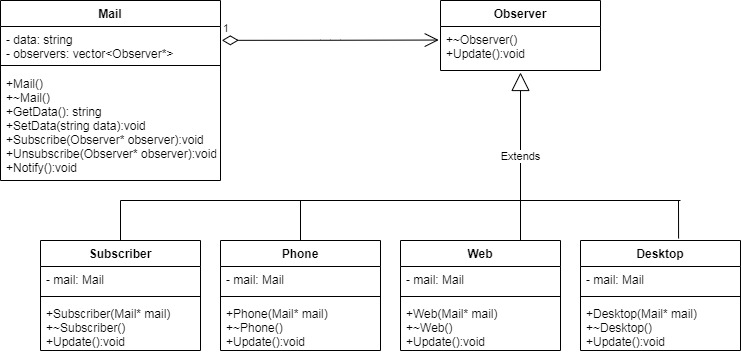 Mail
- data: string
- observers: vector<Observer*>
+Mail()
+~Mail()
+GetData(): string
+SetData(string data):void
+Subscribe(Observer* observer):void
+Unsubscribe(Observer* observer):void
+Notify():void
1
Observer
+~Observer()
+Update():void
Extends
Subscriber
- mail: Mail
+Subscriber(Mail* mail)
+~Subscriber()
+Update():void
Phone
- mail: Mail
+Phone(Mail* mail)
+~Phone()
+Update():void
Web
- mail: Mail
+Web(Mail* mail)
+~Web()
+Update():void
Desktop
- mail: Mail
+Desktop(Mail* mail)
+~Desktop()
+Update():void